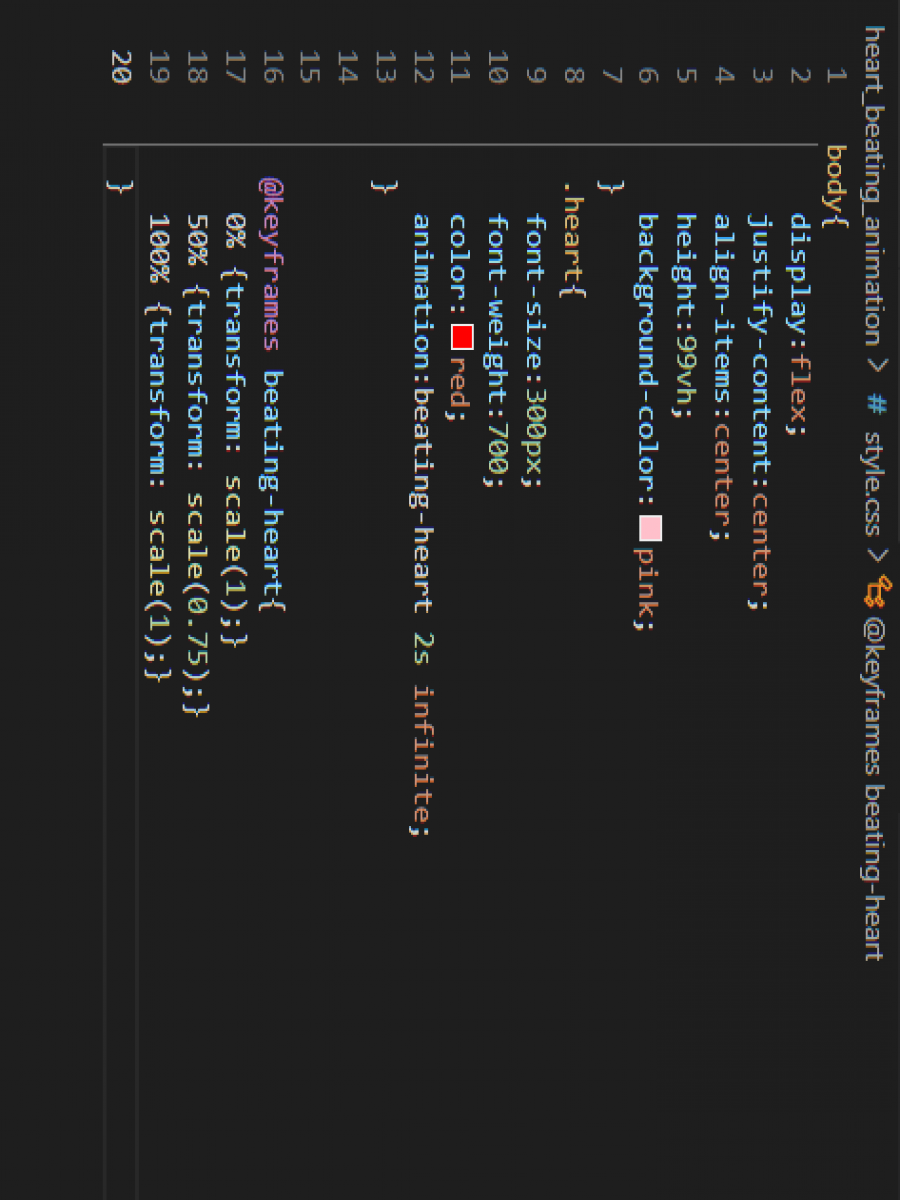 heart_beating_animation > # style.css > @keyframes beating-heart
1 body{
2 display:flex;
3 justify-content:center;
4 align-items:center;
5 height:99vh;
6 background-color: pink;
7 }
8 .heart{
9 font-size:300px;
10 font-weight:700;
11 color: red;
12 animation:beating-heart 2s infinite;
13 }
14
15
16 @keyframes beating-heart{
17 0% {transform: scale(1);}
18 50% {transform: scale(0.75);}
19 100% {transform: scale(1);}
20 }